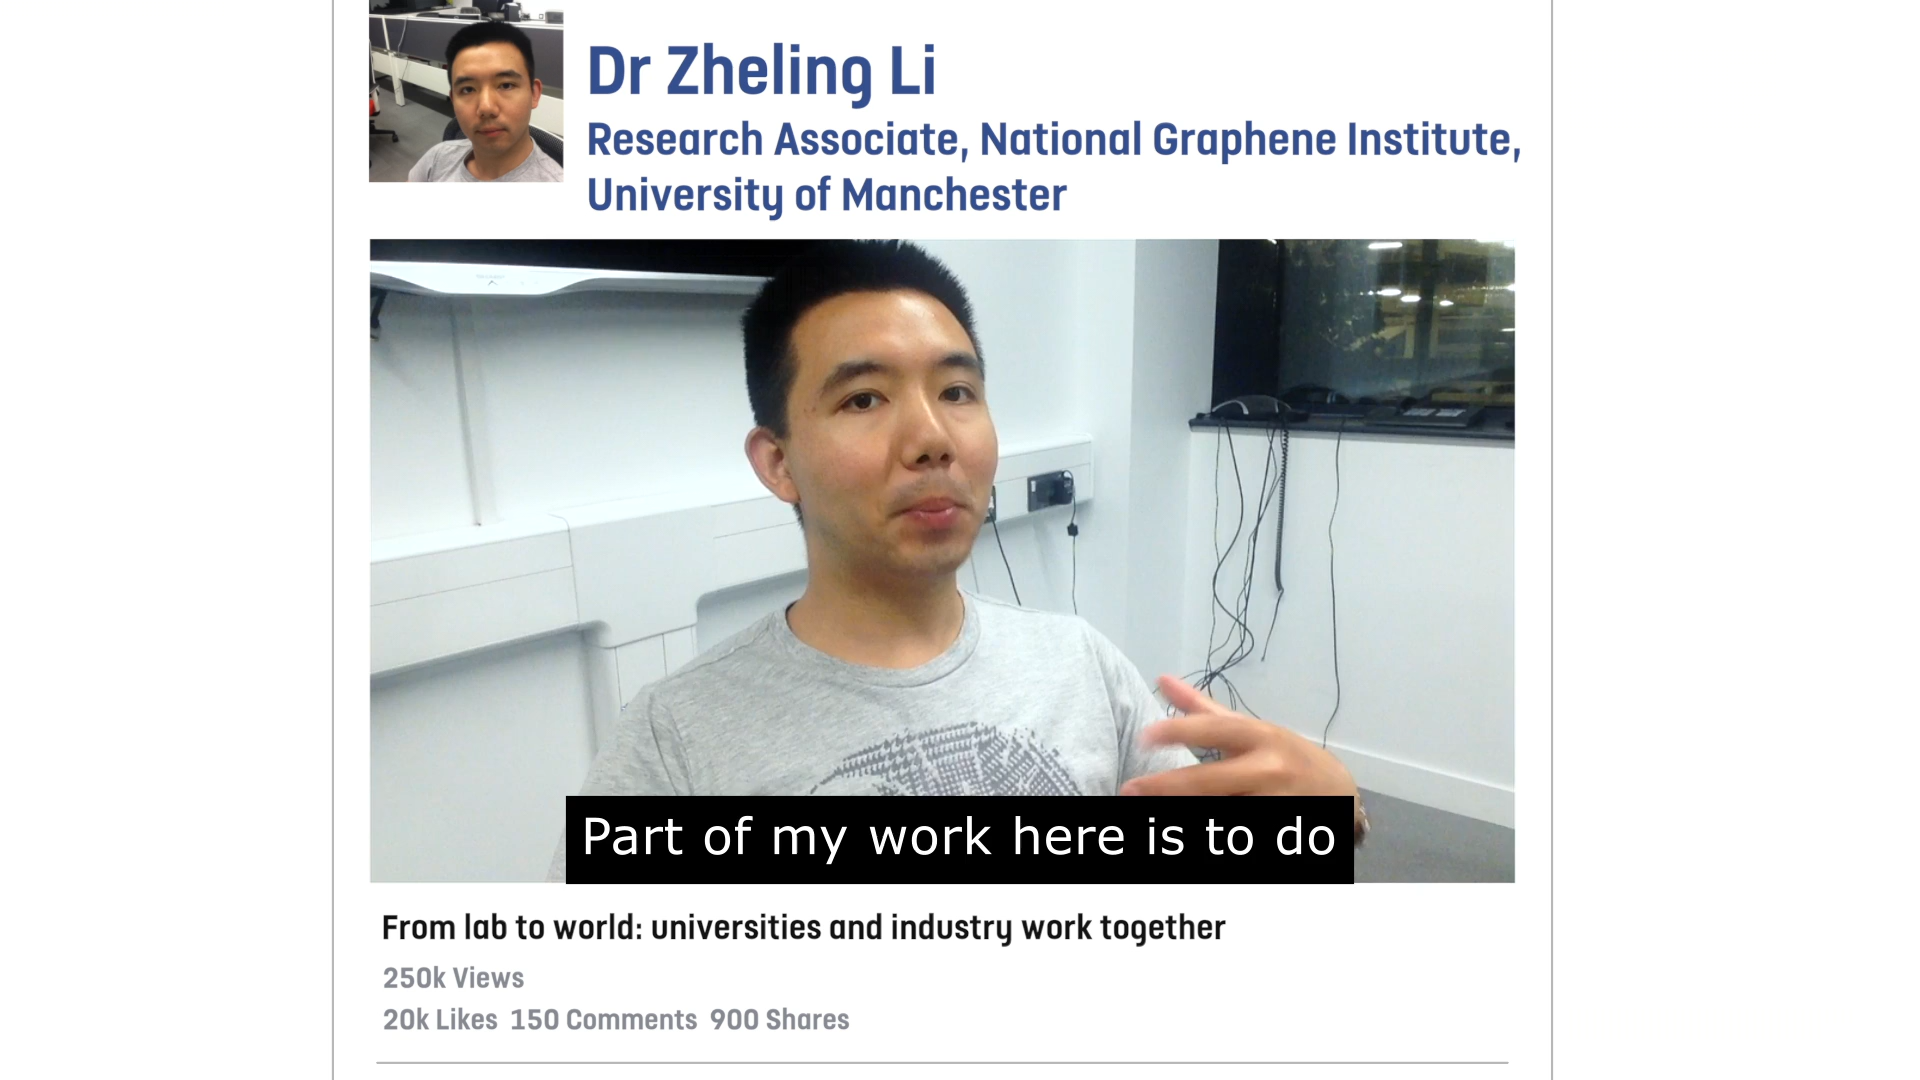 Dr Zheling Li
Research Associate, National Graphene Institute,
University of Manchester
Part of my work here is to do
From lab to world: universities and industry work together
250k Views
20k Likes 150 Comments 900 Shares